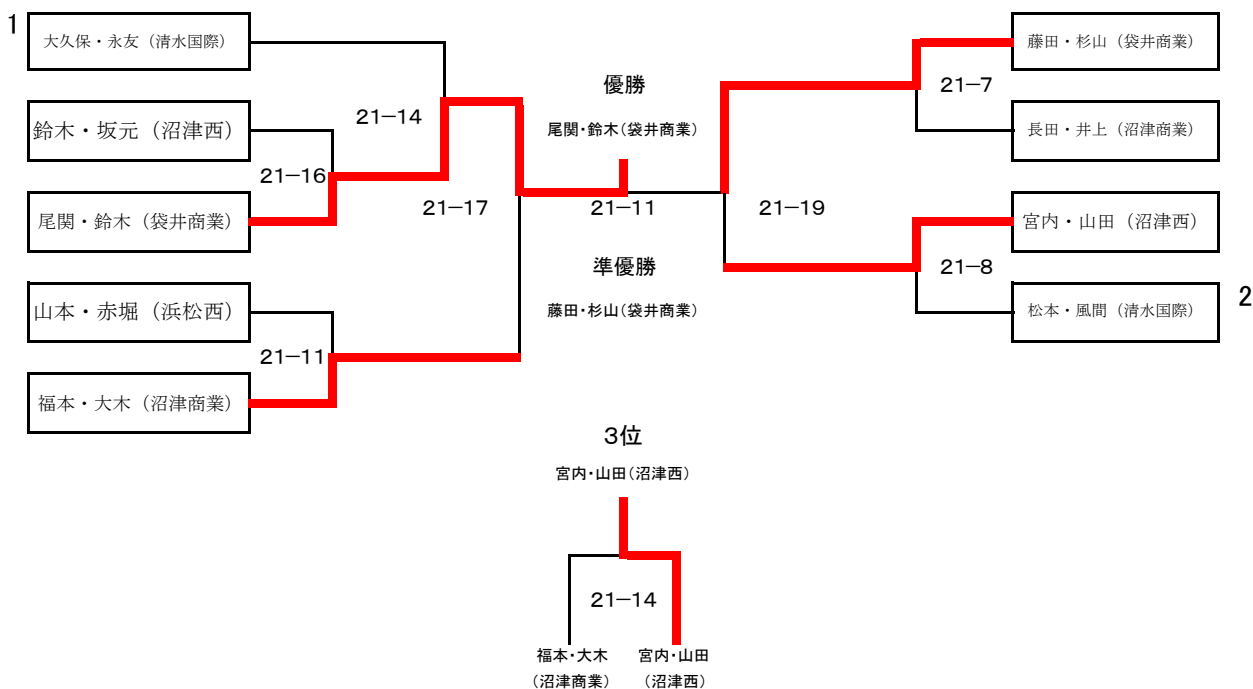 1
大久保・永友（清水国際）
鈴木・坂元（沼津西）
尾関・鈴木（袋井商業）
山本・赤堀（浜松西）
福本・大木（沼津商業）
21－14
21－16
21－11
21－17
優勝
尾関・鈴木（袋井商業）
21－11
準優勝
藤田・杉山（袋井商業）
21－19
21－7
21－8
藤田・杉山（袋井商業）
長田・井上（沼津商業）
宮内・山田（沼津西）
松本・風間（清水国際）
2
3位
宮内・山田（沼津西）
21－14
福本・大木
（沼津商業）
宮内・山田
（沼津西）